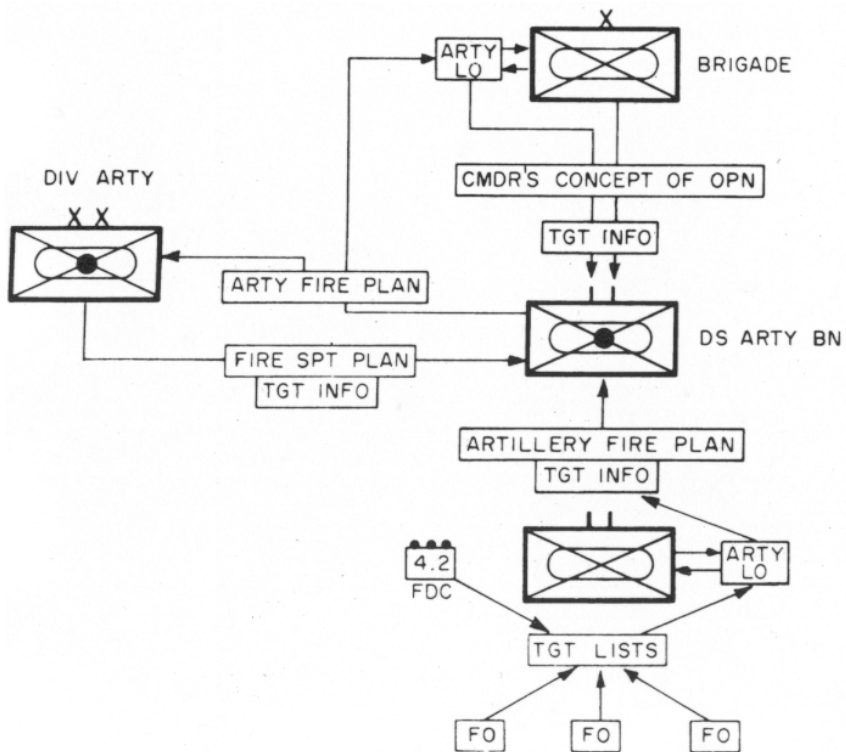 ARTY
LO
BRIGADE
DIV ARTY
CMDR'S CONCEPT OF OPN
TGT INFO
ARTY FIRE PLAN
DS ARTY BN
FIRE SPT PLAN
TGT INFO
ARTILLERY FIRE PLAN
TGT INFO
4.2
FDC
ARTY
LO
TGT LISTS
FO
FO
FO